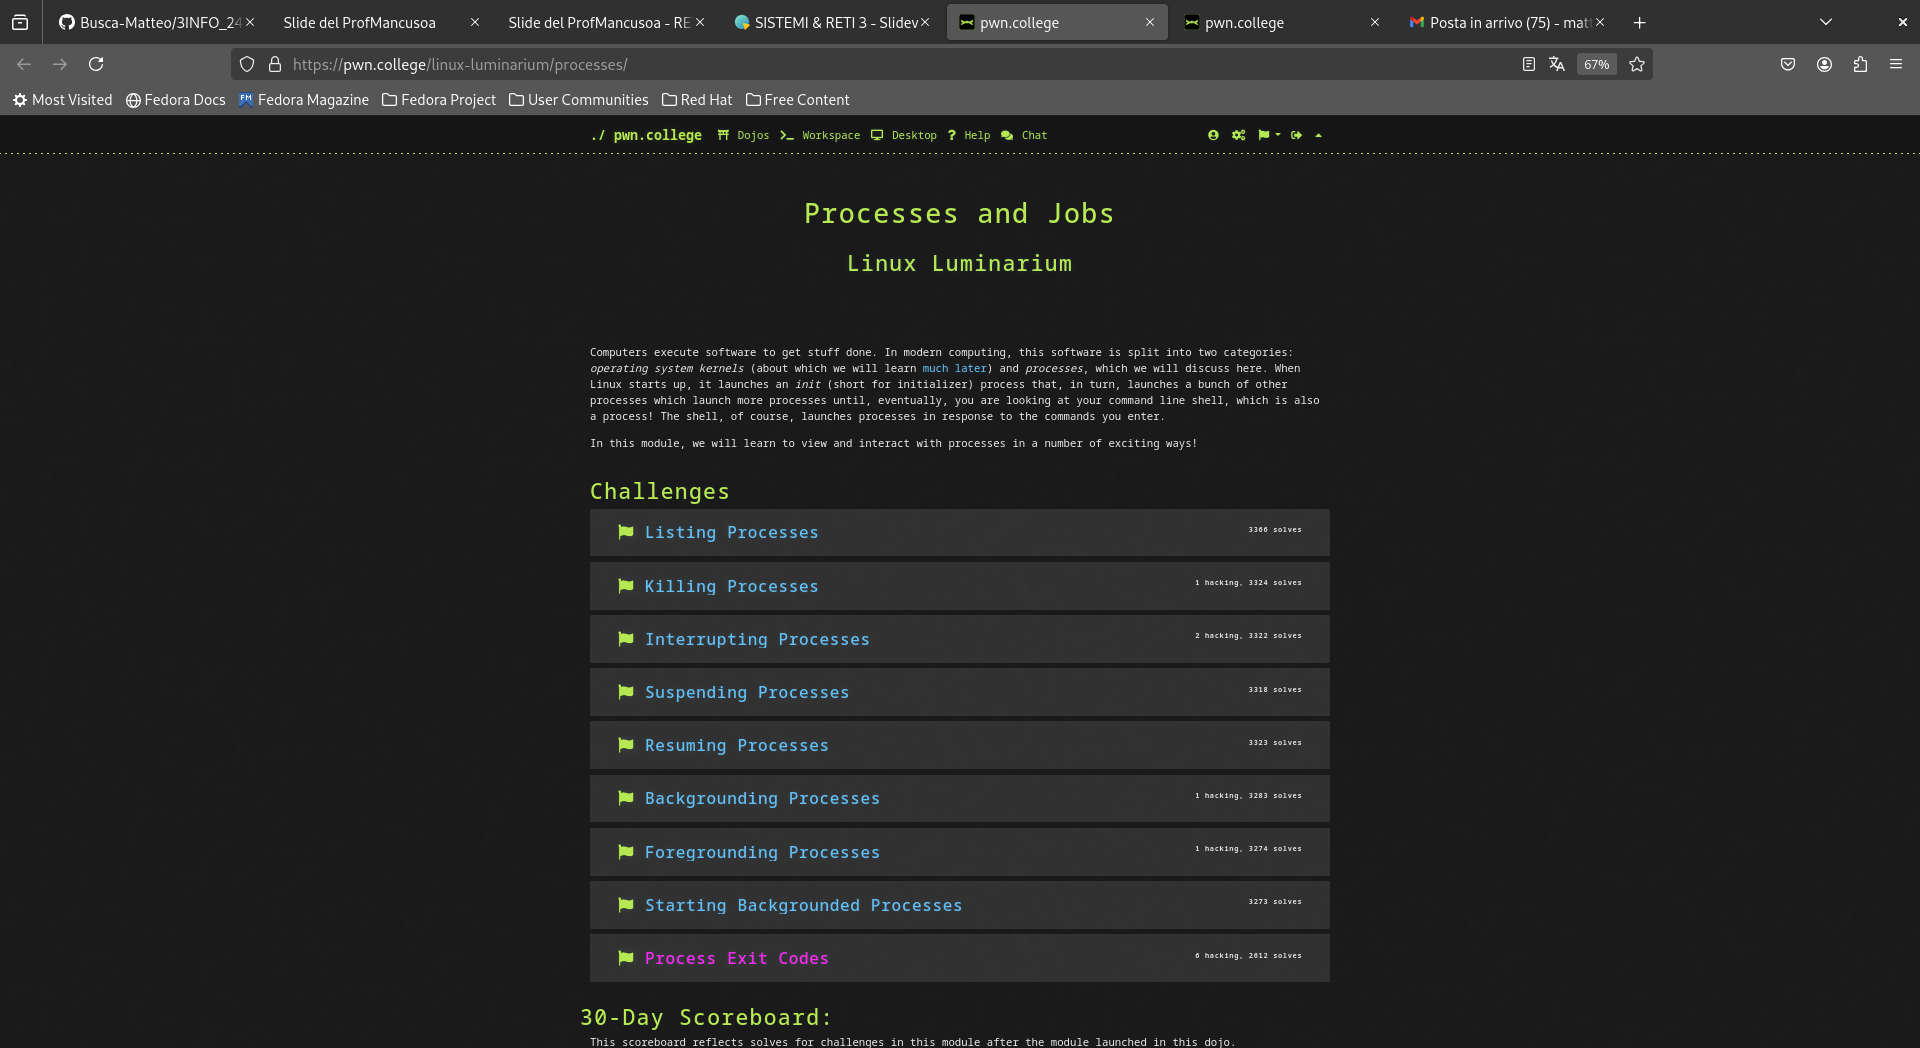 Busca-Matteo/3INFO_24
Slide del ProfMancusoa
Slide del ProfMancusoa - RE
SISTEMI & RETI 3 - Slidev
pwn.college
pwn.college
Posta in arrivo (75) - mat
https://pwn.college/linux-luminarium/processes/
67%
Most Visited
Fedora Docs
Fedora Magazine
Fedora Project
User Communities
Red Hat
Free Content
./ pwn.college
Dojos
Workspace
Desktop
Help
Chat
Processes and Jobs
Linux Luminarium
Computers execute software to get stuff done. In modern computing, this software is split into two categories:
operating system kernels (about which we will learn much later) and processes, which we will discuss here. When
Linux starts up, it launches an init (short for initializer) process that, in turn, launches a bunch of other
processes which launch more processes until, eventually, you are looking at your command line shell, which is also
a process! The shell, of course, launches processes in response to the commands you enter.
In this module, we will learn to view and interact with processes in a number of exciting ways!
Challenges
Listing Processes
3366 solves
Killing Processes
1 hacking, 3324 solves
Interrupting Processes
2 hacking, 3322 solves
Suspending Processes
3318 solves
Resuming Processes
3323 solves
Backgrounding Processes
1 hacking, 3283 solves
Foregrounding Processes
1 hacking, 3274 solves
Starting Backgrounded Processes
3273 solves
Process Exit Codes
6 hacking, 2612 solves
30-Day Scoreboard:
This scoreboard reflects solves for challenges in this module after the module launched in this dojo.